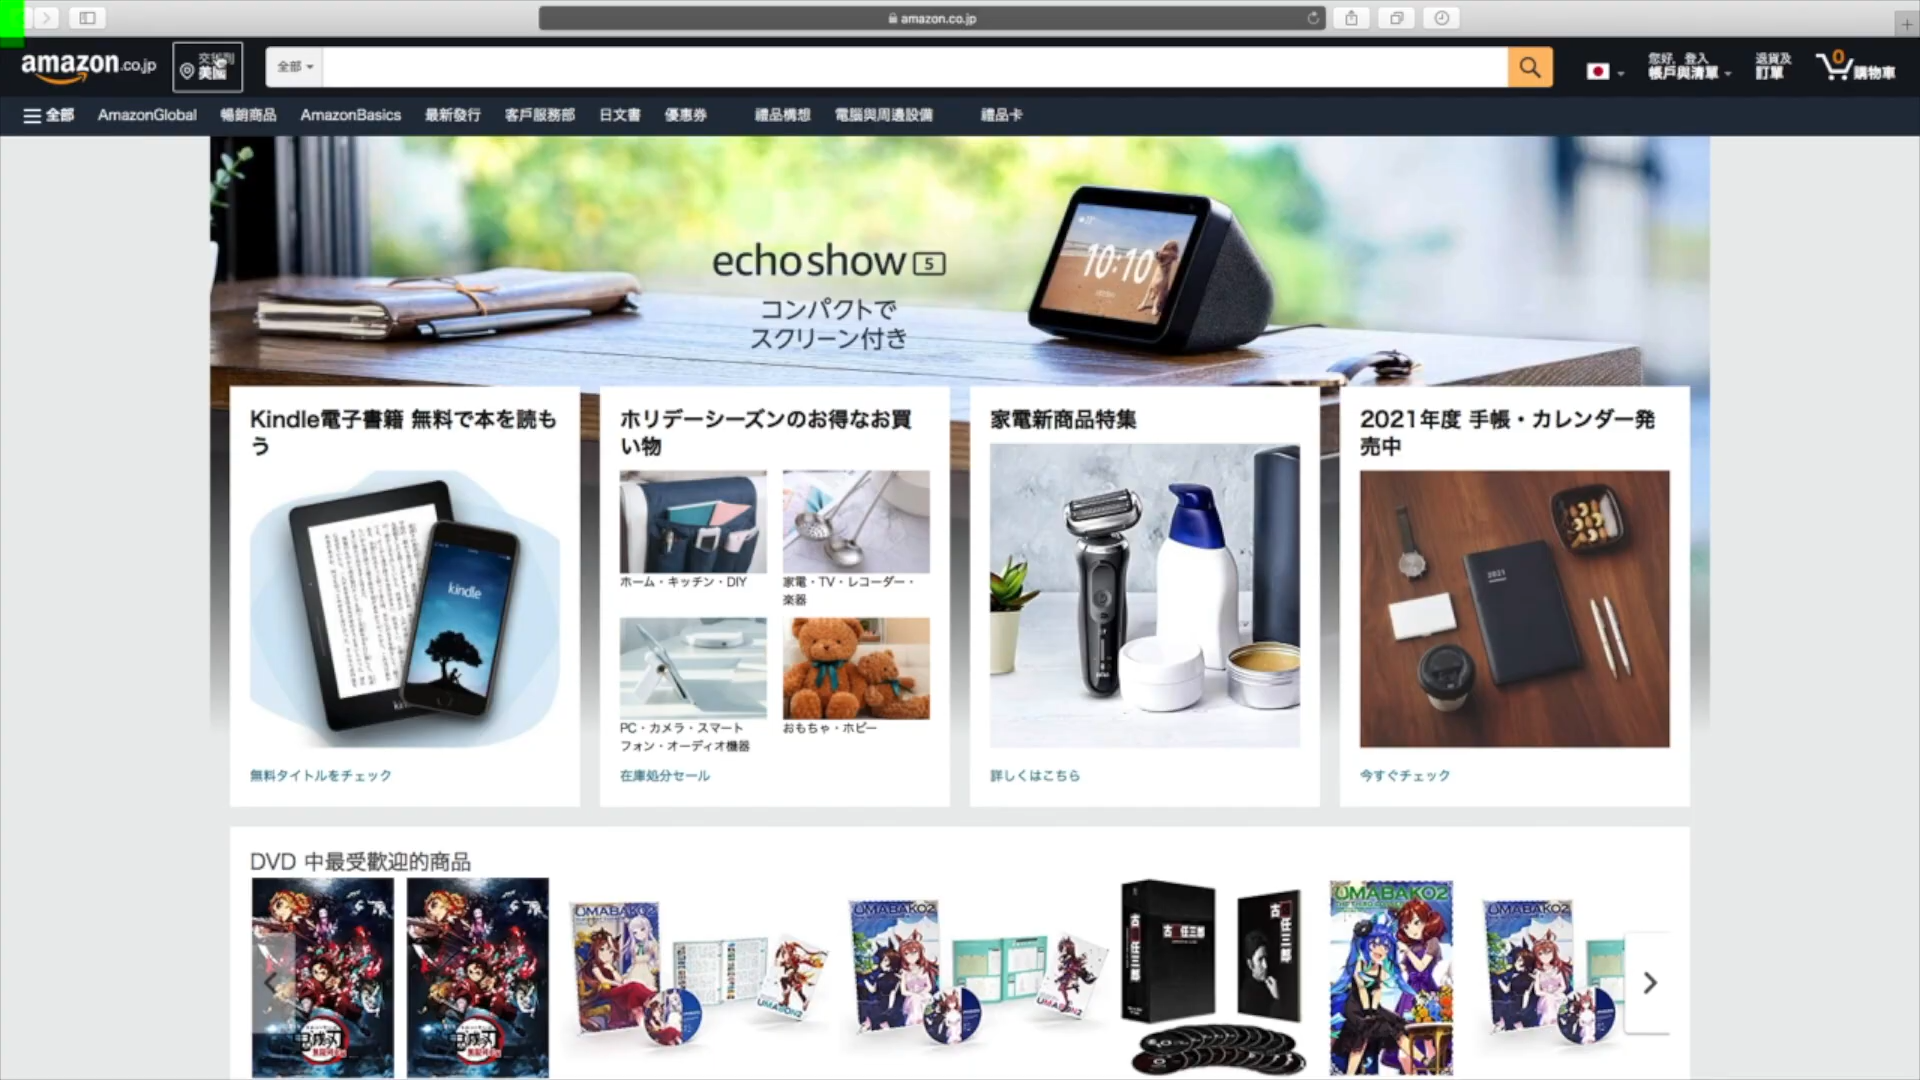 amazon.co.jp
amazon.co.jp
交貨到
美國
全部
您好, 登入
帳戶與清單
退貨及
訂單
0
購物車
全部
AmazonGlobal
暢銷商品
AmazonBasics
最新發行
客戶服務部
日文書
優惠券
禮品構想
電腦與周邊設備
禮品卡
echo show 5
コンパクトで
スクリーン付き
10:10
Kindle電子書籍 無料で本を読も
う
kindle
無料タイトルをチェック
ホリデーシーズンのお得なお買
い物
ホーム・キッチン・DIY
家電・TV・レコーダー・
楽器
PC・カメラ・スマート
フォン・オーディオ機器
おもちゃ・ホビー
在庫処分セール
家電新商品特集
詳しくはこちら
2021年度 手帳・カレンダー発
売中
2021
今すぐチェック
DVD 中最受歡迎的商品
UMABAKO2
UMABAKO2
UMABAKO2
UMABAKO2